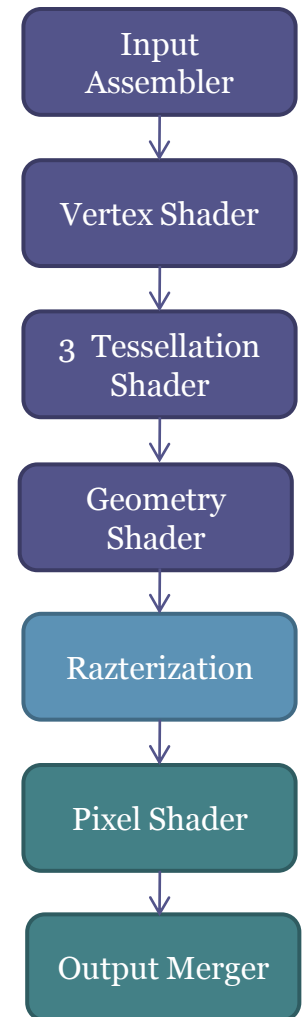 Input
Assembler
Vertex Shader
3 Tessellation
Shader
Geometry
Shader
Razterization
Pixel Shader
Output Merger